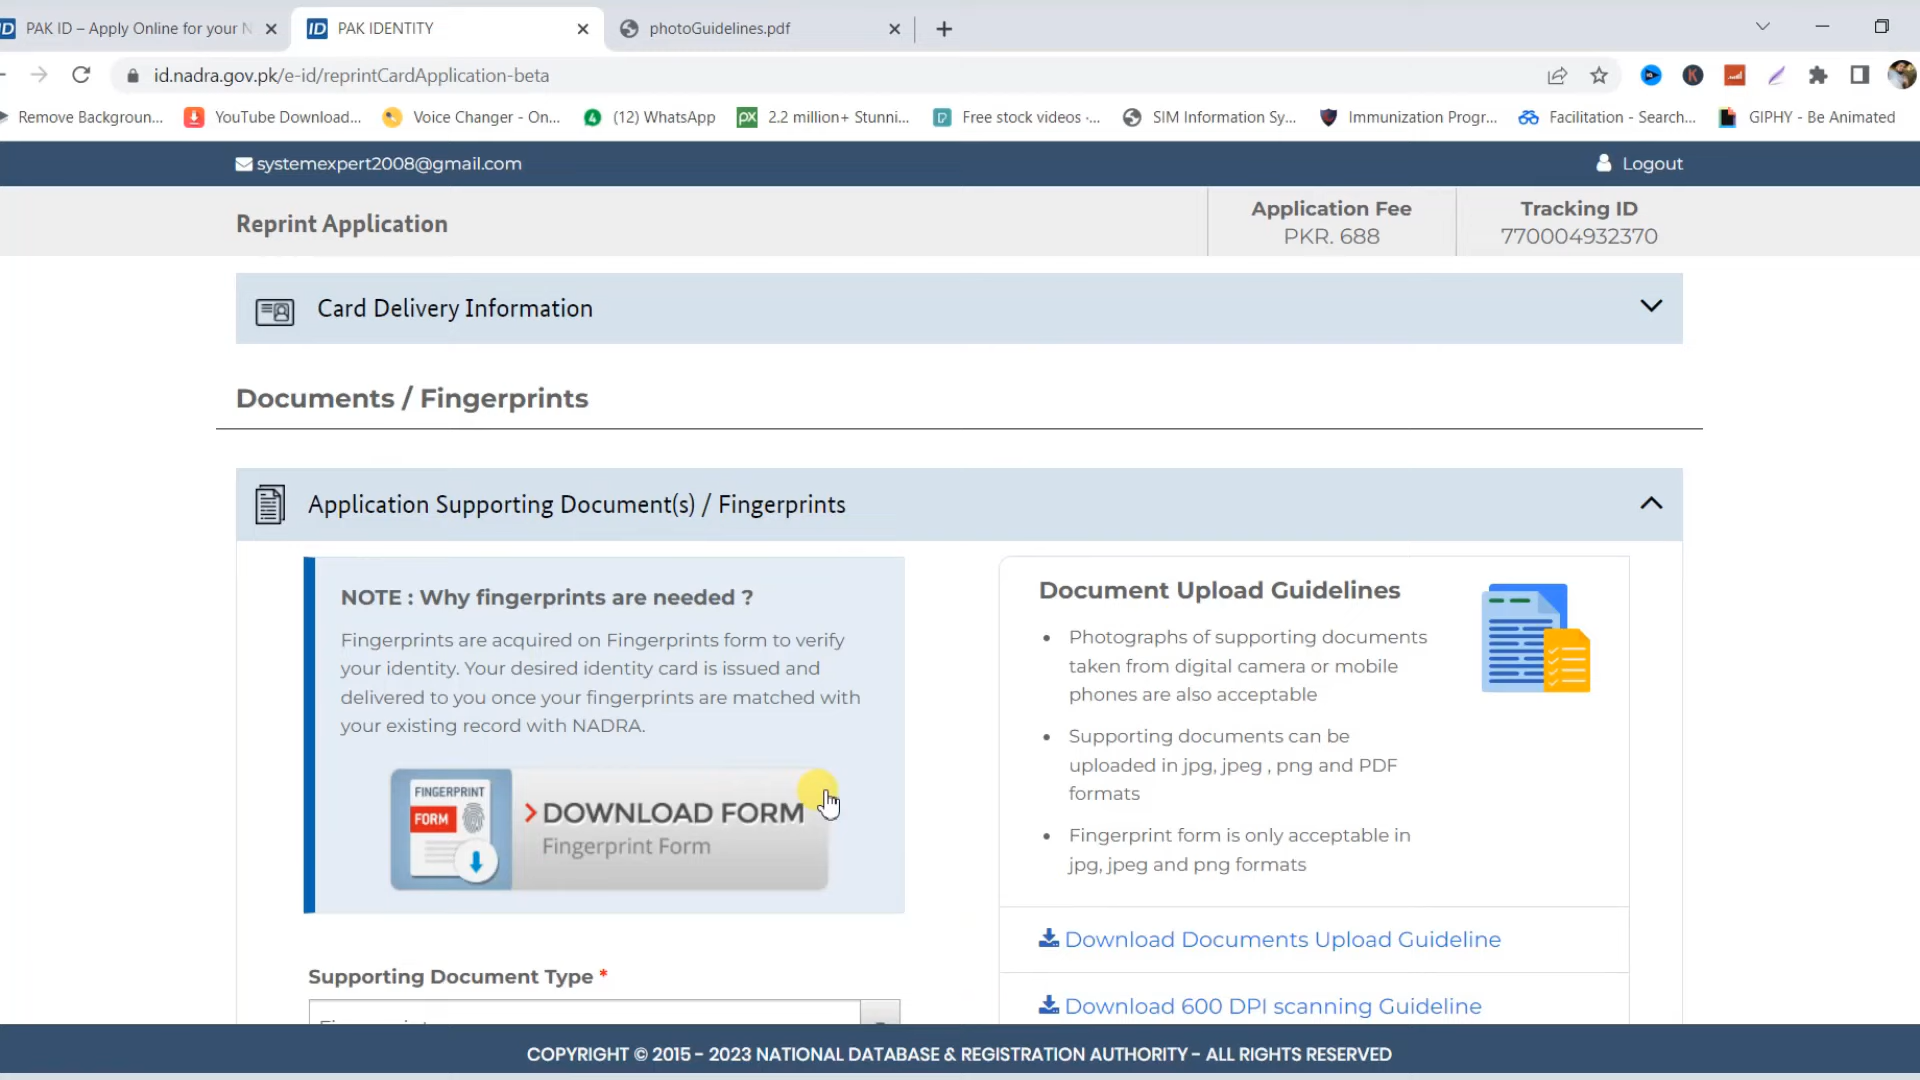 PAK ID – Apply Online for your N
PAK IDENTITY
photoGuidelines.pdf
id.nadra.gov.pk/e-id/reprintCardApplication-beta
Remove Backgroun...
YouTube Download...
Voice Changer - On...
(12) WhatsApp
2.2 million+ Stunni...
Free stock videos ·...
SIM Information Sy...
Immunization Progr...
Facilitation - Search...
GIPHY - Be Animated
systemexpert2008@gmail.com
Logout
Reprint Application
Application Fee
PKR. 688
Tracking ID
770004932370
Card Delivery Information
Documents / Fingerprints
Application Supporting Document(s) / Fingerprints
NOTE : Why fingerprints are needed ?
Fingerprints are acquired on Fingerprints form to verify
your identity. Your desired identity card is issued and
delivered to you once your fingerprints are matched with
your existing record with NADRA.
FINGERPRINT
FORM
DOWNLOAD FORM
Fingerprint Form
Supporting Document Type *
Document Upload Guidelines
• Photographs of supporting documents
taken from digital camera or mobile
phones are also acceptable
• Supporting documents can be
uploaded in jpg, jpeg , png and PDF
formats
• Fingerprint form is only acceptable in
jpg, jpeg and png formats
Download Documents Upload Guideline
Download 600 DPI scanning Guideline
COPYRIGHT © 2015 - 2023 NATIONAL DATABASE & REGISTRATION AUTHORITY - ALL RIGHTS RESERVED